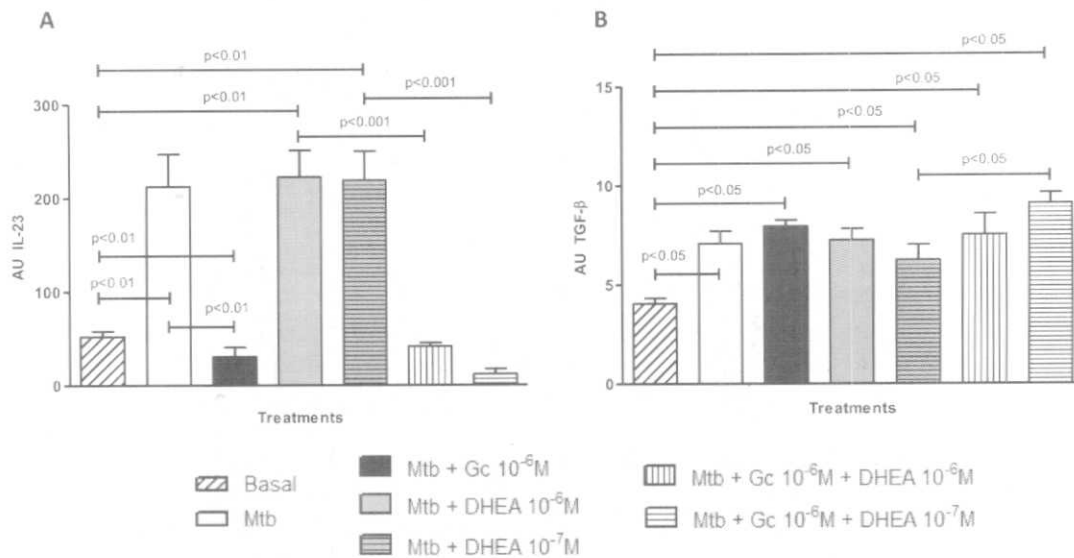 A
p<0.01
p<0.001
p<0.01
p<0.001
p<0.01
p<0.01
p<0.01
300
200
100
0
AU IL-23
Treatments
B
p<0.05
p<0.05
p<0.05
p<0.05
p<0.05
p<0.05
p<0.05
15
10
5
0
AU TGF-β
Treatments
Basal
Mtb
Mtb + Gc 10⁻⁶M
Mtb + DHEA 10⁻⁶M
Mtb + DHEA 10⁻⁷M
Mtb + Gc 10⁻⁶M + DHEA 10⁻⁶M
Mtb + Gc 10⁻⁶M + DHEA 10⁻⁷M